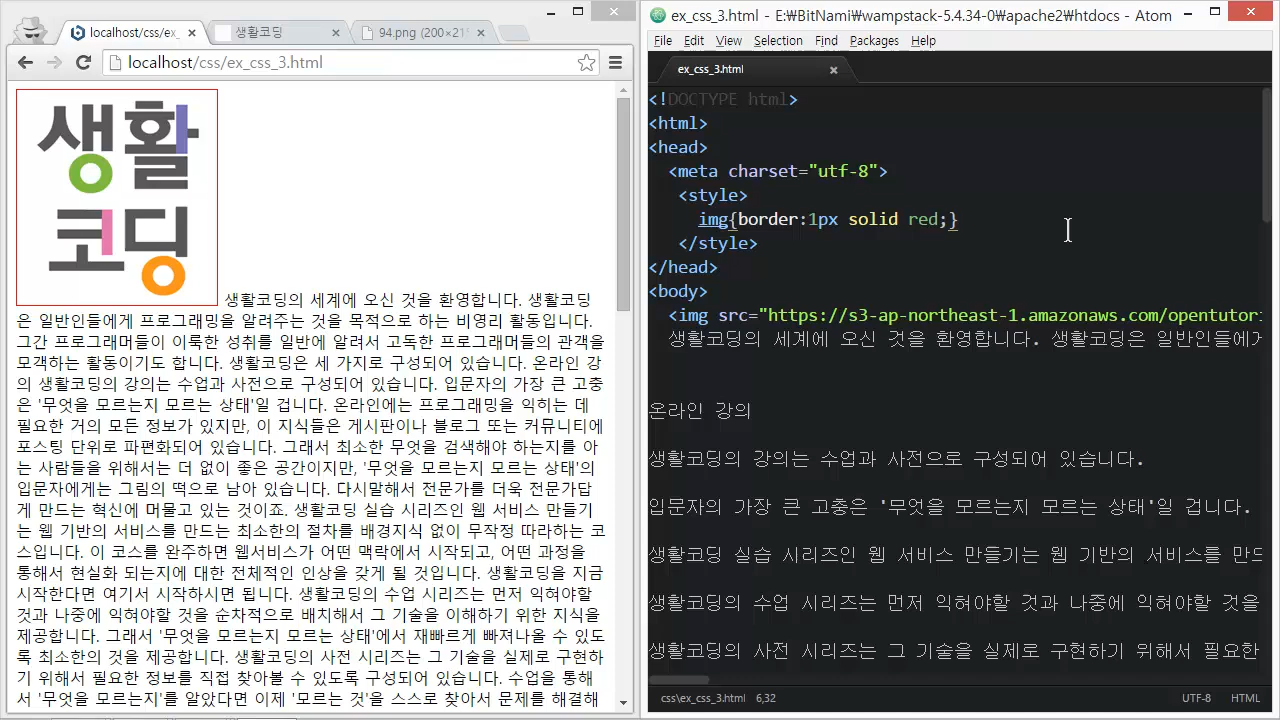 localhost/css/ex_
생활코딩
94.png (200×21
localhost/css/ex_css_3.html
생활
코딩
생활코딩의 세계에 오신 것을 환영합니다. 생활코딩
은 일반인들에게 프로그래밍을 알려주는 것을 목적으로 하는 비영리 활동입니다.
그간 프로그래머들이 이룩한 성취를 일반에 알려서 고독한 프로그래머들의 관객을
모객하는 활동이기도 합니다. 생활코딩은 세 가지로 구성되어 있습니다. 온라인 강
의 생활코딩의 강의는 수업과 사전으로 구성되어 있습니다. 입문자의 가장 큰 고충
은 '무엇을 모르는지 모르는 상태'일 겁니다. 온라인에는 프로그래밍을 익히는 데
필요한 거의 모든 정보가 있지만, 이 지식들은 게시판이나 블로그 또는 커뮤니티에
포스팅 단위로 파편화되어 있습니다. 그래서 최소한 무엇을 검색해야 하는지를 아
는 사람들을 위해서는 더 없이 좋은 공간이지만, '무엇을 모르는지 모르는 상태'의
입문자에게는 그림의 떡으로 남아 있습니다. 다시말해서 전문가를 더욱 전문가답
게 만드는 혁신에 머물고 있는 것이죠. 생활코딩 실습 시리즈인 웹 서비스 만들기
는 웹 기반의 서비스를 만드는 최소한의 절차를 배경지식 없이 무작정 따라하는 코
스입니다. 이 코스를 완주하면 웹서비스가 어떤 맥락에서 시작되고, 어떤 과정을
통해서 현실화 되는지에 대한 전체적인 인상을 갖게 될 것입니다. 생활코딩을 지금
시작한다면 여기서 시작하시면 됩니다. 생활코딩의 수업 시리즈는 먼저 익혀야할
것과 나중에 익혀야할 것을 순차적으로 배치해서 그 기술을 이해하기 위한 지식을
제공합니다. 그래서 '무엇을 모르는지 모르는 상태'에서 재빠르게 빠져나올 수 있도
록 최소한의 것을 제공합니다. 생활코딩의 사전 시리즈는 그 기술을 실제로 구현하
기 위해서 필요한 정보를 직접 찾아볼 수 있도록 구성되어 있습니다. 수업을 통해
서 '무엇을 모르는지'를 알았다면 이제 '모르는 것'을 스스로 찾아서 문제를 해결해
ex_css_3.html - E:₩BitNami₩wampstack-5.4.34-0₩apache2₩htdocs - Atom
File Edit View Selection Find Packages Help
ex_css_3.html
<!DOCTYPE html>
<html>
<head>
<meta charset="utf-8">
<style>
img{border:1px solid red;}
</style>
</head>
<body>
<img src="https://s3-ap-northeast-1.amazonaws.com/opentutori
생활코딩의 세계에 오신 것을 환영합니다. 생활코딩은 일반인들에게
온라인 강의
생활코딩의 강의는 수업과 사전으로 구성되어 있습니다.
입문자의 가장 큰 고충은 '무엇을 모르는지 모르는 상태'일 겁니다.
생활코딩 실습 시리즈인 웹 서비스 만들기는 웹 기반의 서비스를 만드
생활코딩의 수업 시리즈는 먼저 익혀야할 것과 나중에 익혀야할 것을
생활코딩의 사전 시리즈는 그 기술을 실제로 구현하기 위해서 필요한
css\ex_css_3.html 6,32 UTF-8 HTML